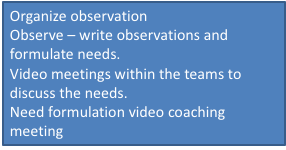 Organize observation
Observe – write observations and
formulate needs.
Video meetings within the teams to
discuss the needs.
Need formulation video coaching
meeting